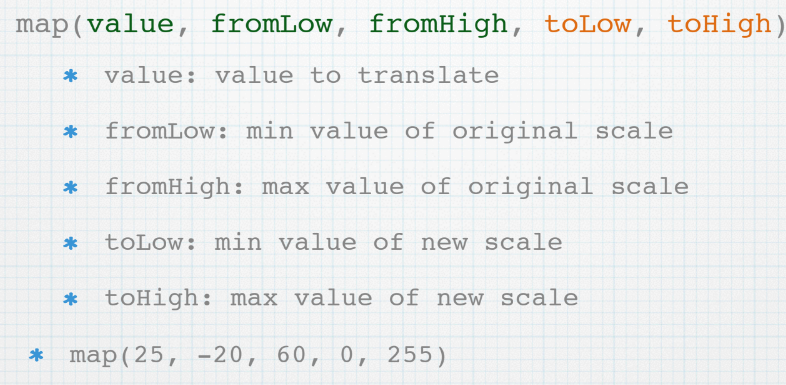 map(value, fromLow, fromHigh, toLow, toHigh)
* value: value to translate
* fromLow: min value of original scale
* fromHigh: max value of original scale
* toLow: min value of new scale
* toHigh: max value of new scale
* map(25, -20, 60, 0, 255)